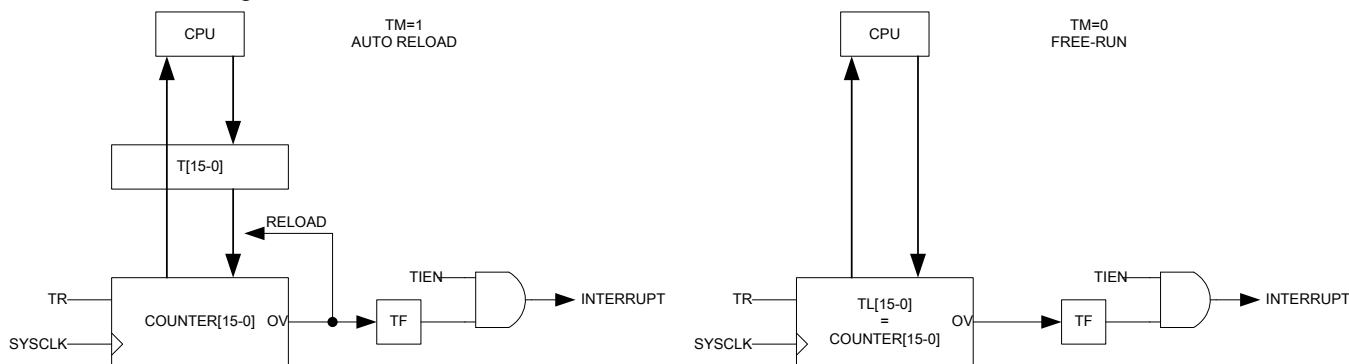 CPU
TM=1
AUTO RELOAD
T[15-0]
RELOAD
TIEN
TR
COUNTER[15-0]
OV
TF
INTERRUPT
SYSCLK
CPU
TM=0
FREE-RUN
TIEN
TR
TL[15-0]
=
COUNTER[15-0]
OV
TF
INTERRUPT
SYSCLK